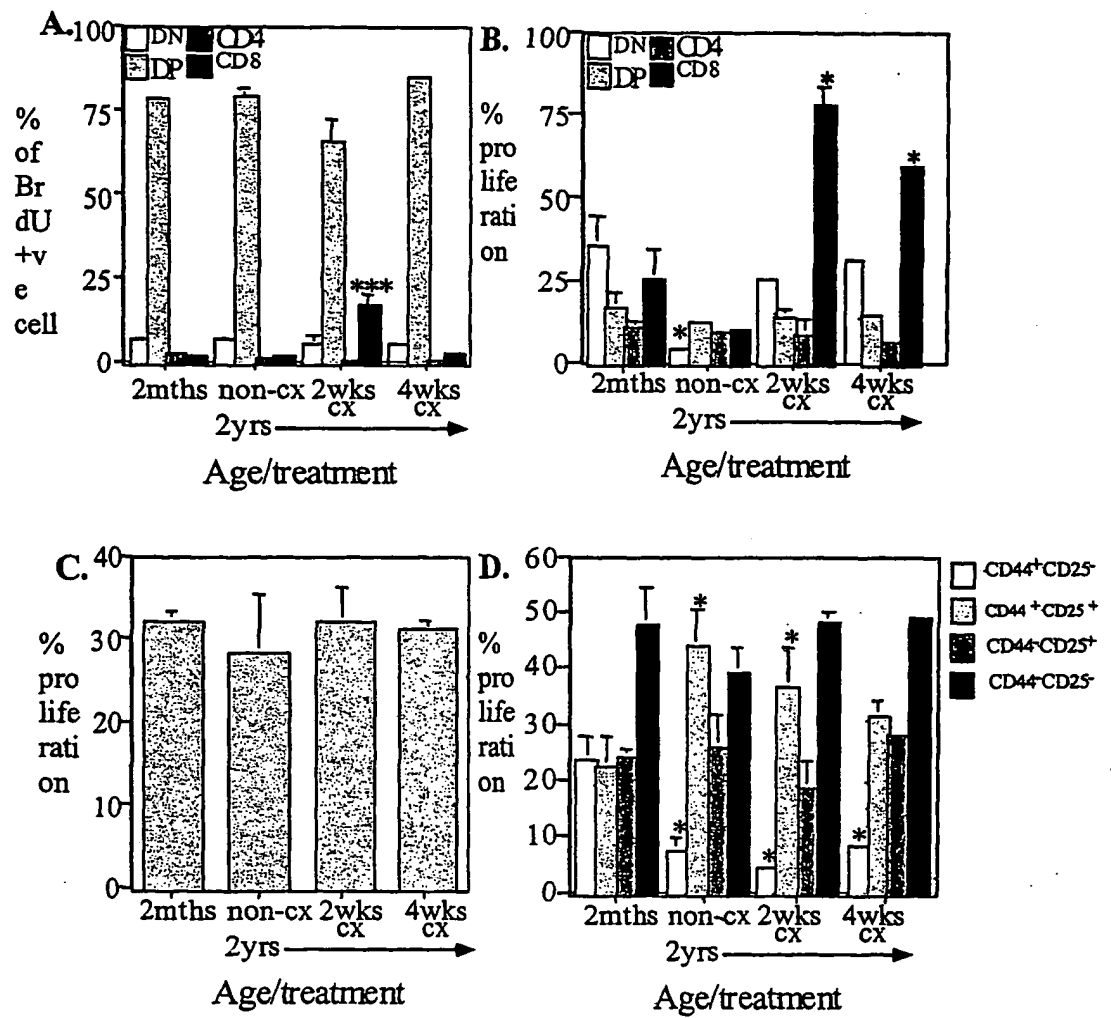 A.
100
75
50
25
0
DN
CD4
DP
CD8
%
of
Br
dU
+v
e
cell
***
2mths non-cx 2wks 4wks
cx cx
2yrs
Age/treatment
B.
100
75
50
25
0
DN
CD4
DP
CD8
%
pro
life
rati
on
*
*
*
2mths non-cx 2wks 4wks
cx cx
2yrs
Age/treatment
C.
40
30
20
10
0
%
pro
life
rati
on
2mths non-cx 2wks 4wks
cx cx
2yrs
Age/treatment
D.
60
50
40
30
20
10
0
%
pro
life
rati
on
*
*
*
*
*
2mths non-cx 2wks 4wks
cx cx
2yrs
Age/treatment
CD44+CD25-
CD44+CD25+
CD44-CD25+
CD44-CD25-